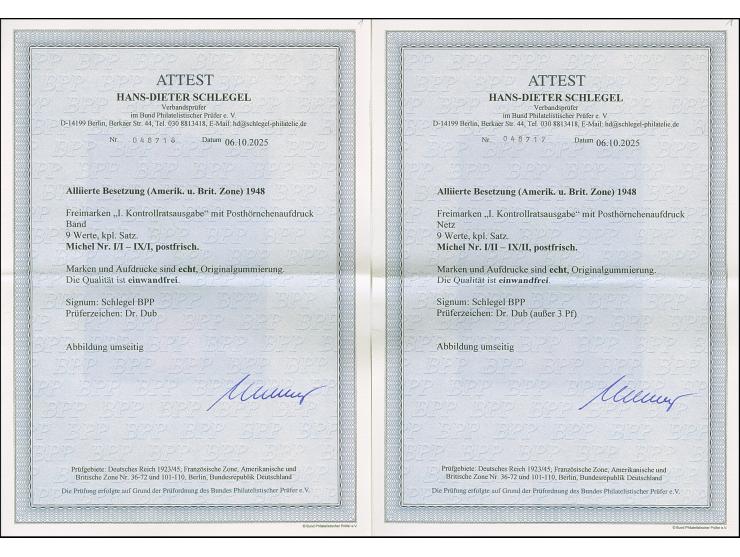 ATTEST
HANS-DIETER SCHLEGEL
Verbandsprüfer
im Bund Philatelistischer Prüfer e. V.
D-14199 Berlin, Berkaer Str. 44, Tel. 030 8813418, E-Mail: hd@schlegel-philatelie.de
Nr. Datum 06.10.2025
Alliierte Besetzung (Amerik. u. Brit. Zone) 1948
Freimarken „I. Kontrollratsausgabe“ mit Posthörnchenaufdruck
Band
9 Werte, kpl. Satz.
Michel Nr. I/I – IX/I, postfrisch.
Marken und Aufdrucke sind echt, Originalgummierung.
Die Qualität ist einwandfrei.
Signum: Schlegel BPP
Prüferzeichen: Dr. Dub
Abbildung umseitig
Prüfgebiete: Deutsches Reich 1923/45, Französische Zone, Amerikanische und
Britische Zone Nr. 36-72 und 101-110, Berlin, Bundesrepublik Deutschland
Die Prüfung erfolgte auf Grund der Prüfordnung des Bundes Philatelistischer Prüfer e.V.
© Bund Philatelistischer Prüfer e.V.
ATTEST
HANS-DIETER SCHLEGEL
Verbandsprüfer
im Bund Philatelistischer Prüfer e. V.
D-14199 Berlin, Berkaer Str. 44, Tel. 030 8813418, E-Mail: hd@schlegel-philatelie.de
Nr. 048717 Datum 06.10.2025
Alliierte Besetzung (Amerik. u. Brit. Zone) 1948
Freimarken „I. Kontrollratsausgabe“ mit Posthörnchenaufdruck
Netz
9 Werte, kpl. Satz.
Michel Nr. I/II – IX/II, postfrisch.
Marken und Aufdrucke sind echt, Originalgummierung.
Die Qualität ist einwandfrei.
Signum: Schlegel BPP
Prüferzeichen: Dr. Dub (außer 3 Pf)
Abbildung umseitig
Prüfgebiete: Deutsches Reich 1923/45, Französische Zone, Amerikanische und
Britische Zone Nr. 36-72 und 101-110, Berlin, Bundesrepublik Deutschland
Die Prüfung erfolgte auf Grund der Prüfordnung des Bundes Philatelistischer Prüfer e.V.
© Bund Philatelistischer Prüfer e.V.